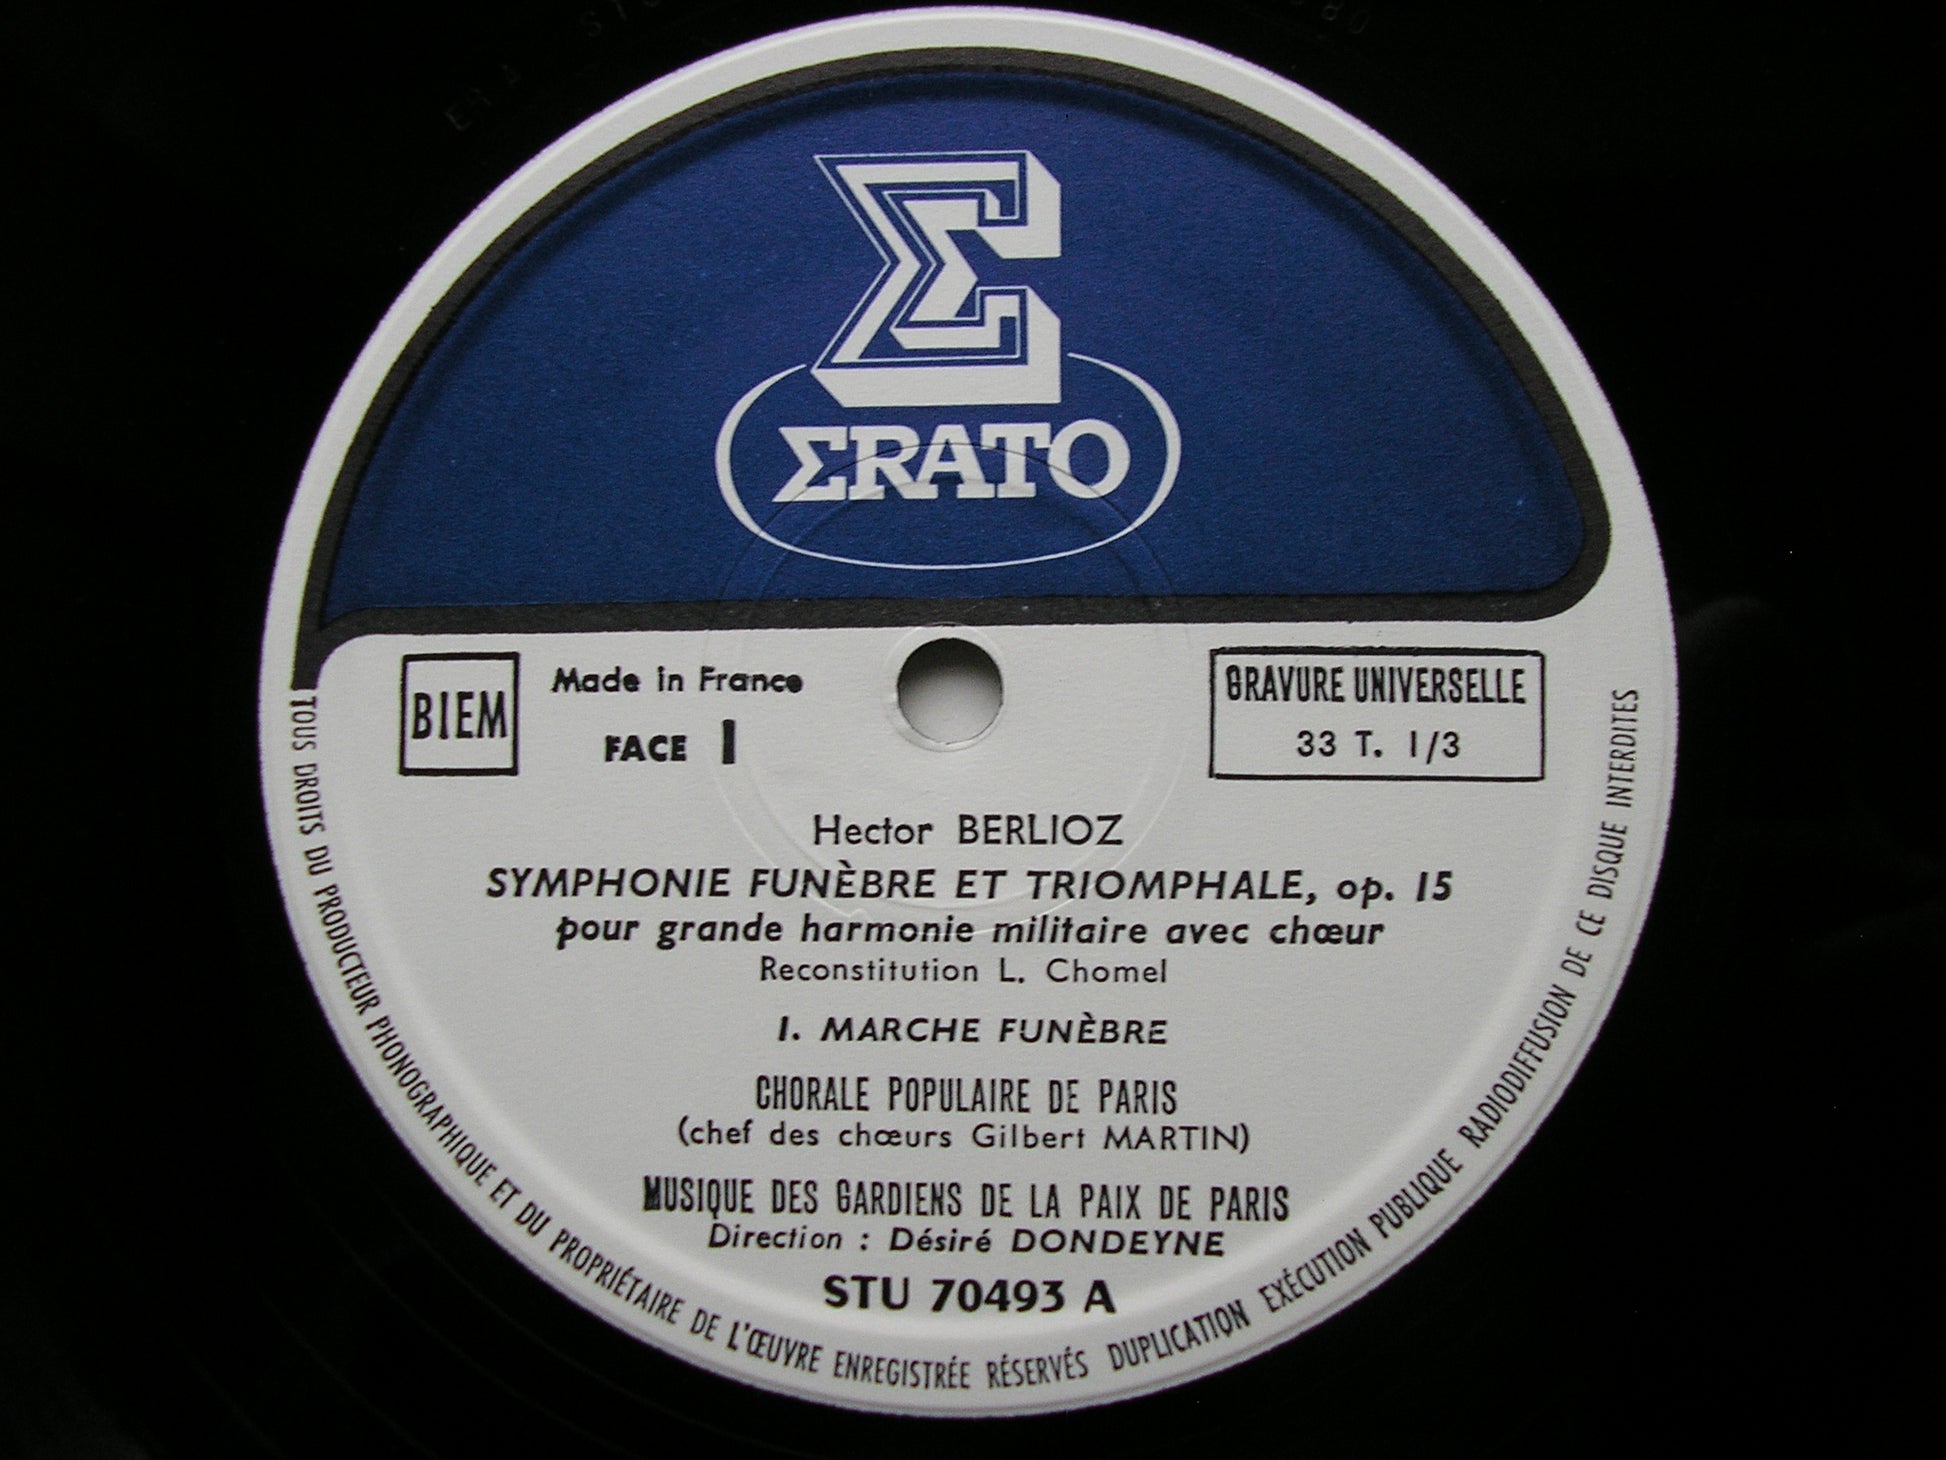 ΣRATO
BIEM
Made in France
FACE 1
GRAVURE UNIVERSELLE
33 T. 1/3
Hector BERLIOZ
SYMPHONIE FUNÈBRE ET TRIOMPHALE, op. 15
pour grande harmonie militaire avec chœur
Reconstitution L. Chomel
1. MARCHE FUNÈBRE
CHORALE POPULAIRE DE PARIS
(chef des chœurs Gilbert MARTIN)
MUSIQUE DES GARDIENS DE LA PAIX DE PARIS
Direction : Désiré DONDEYNE
STU 70493 A
TOUS DROITS DU PRODUCTEUR PHONOGRAPHIQUE ET DU PROPRIÉTAIRE DE L'ŒUVRE ENREGISTRÉE RÉSERVÉS DUPLICATION EXÉCUTION PUBLIQUE RADIODIFFUSION DE CE DISQUE INTERDITES